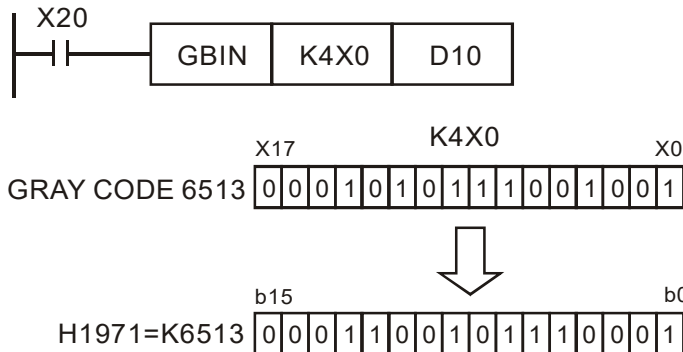 X20
GBIN K4X0 D10
K4X0
X17 X0
GRAY CODE 6513 0 0 0 1 0 1 0 1 1 1 0 0 1 0 0 1
b15 b0
H1971=K6513 0 0 0 1 1 0 0 1 0 1 1 1 0 0 0 1